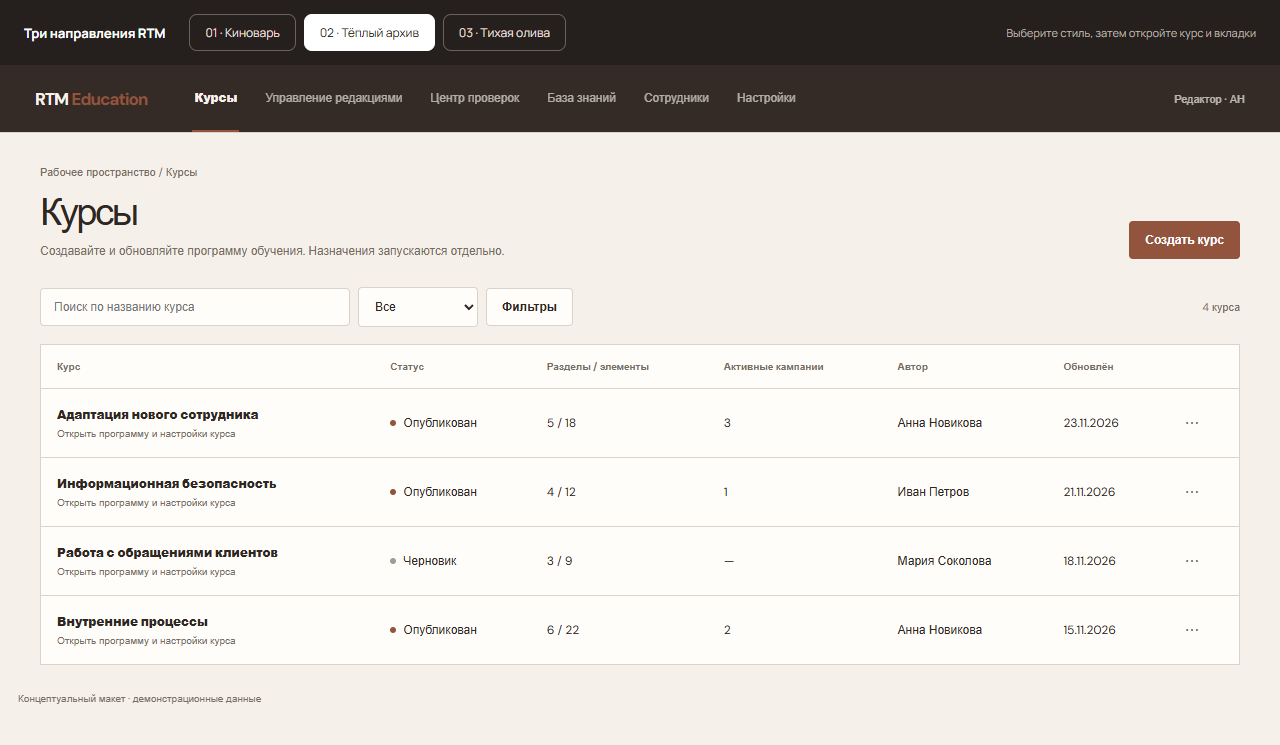 Три направления RTM 01 · Киноварь 02 · Тёплый архив 03 · Тихая олива Выберите стиль, затем откройте курс и вкладки
RTM Education Курсы Управление редакциями Центр проверок База знаний Сотрудники Настройки Редактор · АН
Рабочее пространство / Курсы
Курсы
Создавайте и обновляйте программу обучения. Назначения запускаются отдельно.
Создать курс
Поиск по названию курса Все Фильтры 4 курса
Курс Статус Разделы / элементы Активные кампании Автор Обновлён
Адаптация нового сотрудника
Открыть программу и настройки курса
Опубликован 5 / 18 3 Анна Новикова 23.11.2026 ···
Информационная безопасность
Открыть программу и настройки курса
Опубликован 4 / 12 1 Иван Петров 21.11.2026 ···
Работа с обращениями клиентов
Открыть программу и настройки курса
Черновик 3 / 9 — Мария Соколова 18.11.2026 ···
Внутренние процессы
Открыть программу и настройки курса
Опубликован 6 / 22 2 Анна Новикова 15.11.2026 ···
Концептуальный макет · демонстрационные данные